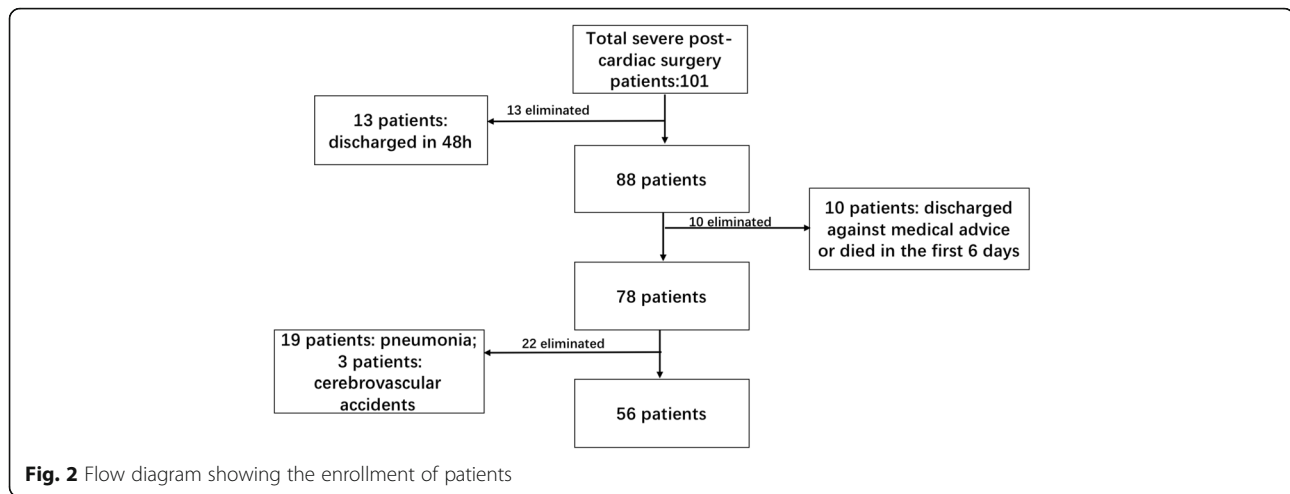 Total severe post-
cardiac surgery
patients:101
13 eliminated
13 patients:
discharged in 48h
88 patients
10 eliminated
10 patients: discharged
against medical advice
or died in the first 6 days
78 patients
22 eliminated
19 patients: pneumonia;
3 patients:
cerebrovascular
accidents
56 patients
Fig. 2 Flow diagram showing the enrollment of patients